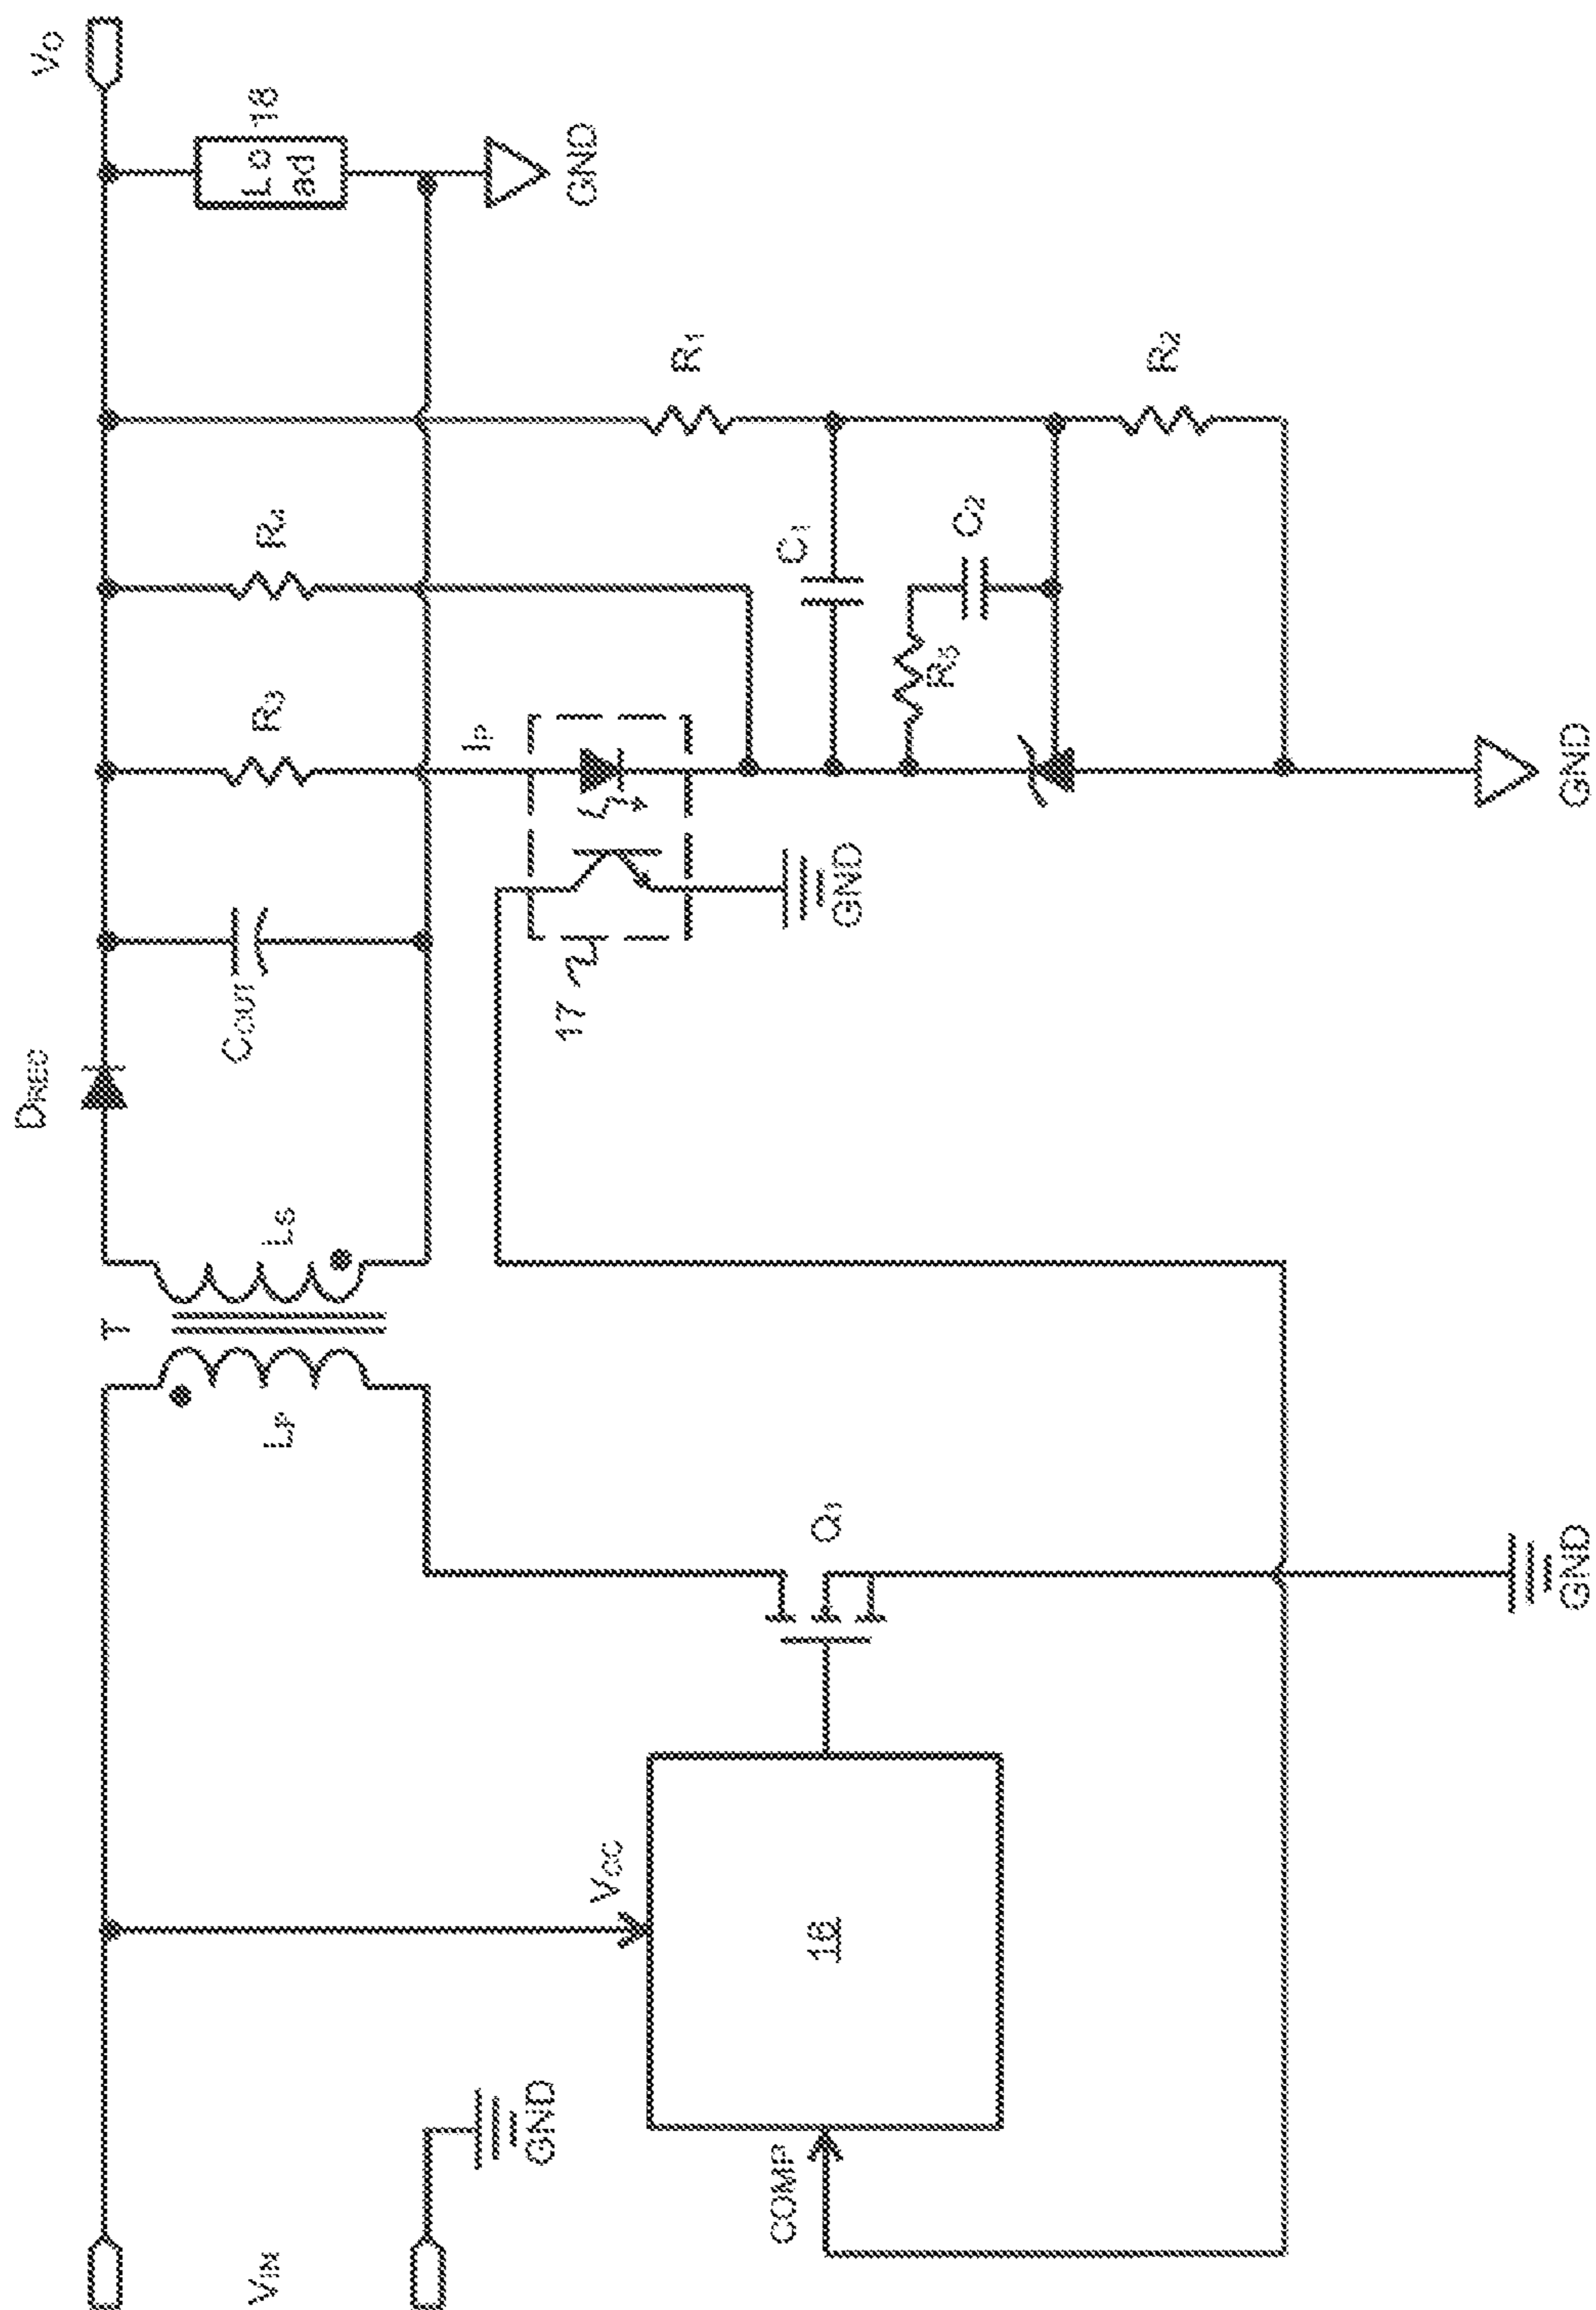 VIN
GND
COMP
VCC
18
LP
T
LS
Q1
GND
DREC
COUT
17
GND
IP
R3
R4
R5
C1
C2
R1
R2
GND
Lo
ad
16
GND
VO